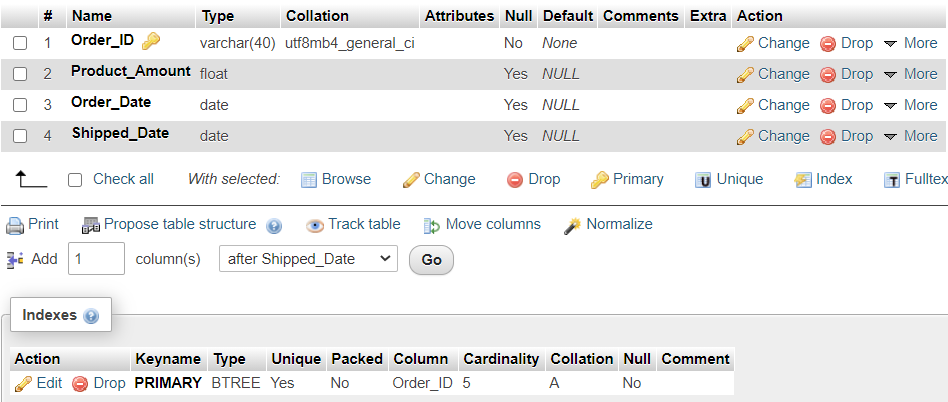 # Name Type Collation Attributes Null Default Comments Extra Action
1 Order_ID varchar(40) utf8mb4_general_ci No None Change Drop More
2 Product_Amount float Yes NULL Change Drop More
3 Order_Date date Yes NULL Change Drop More
4 Shipped_Date date Yes NULL Change Drop More
Check all With selected: Browse Change Drop Primary U Unique Index T Fulltex
Print Propose table structure ? Track table Move columns Normalize
Add 1 column(s) after Shipped_Date Go
Indexes ?
Action Keyname Type Unique Packed Column Cardinality Collation Null Comment
Edit Drop PRIMARY BTREE Yes No Order_ID 5 A No